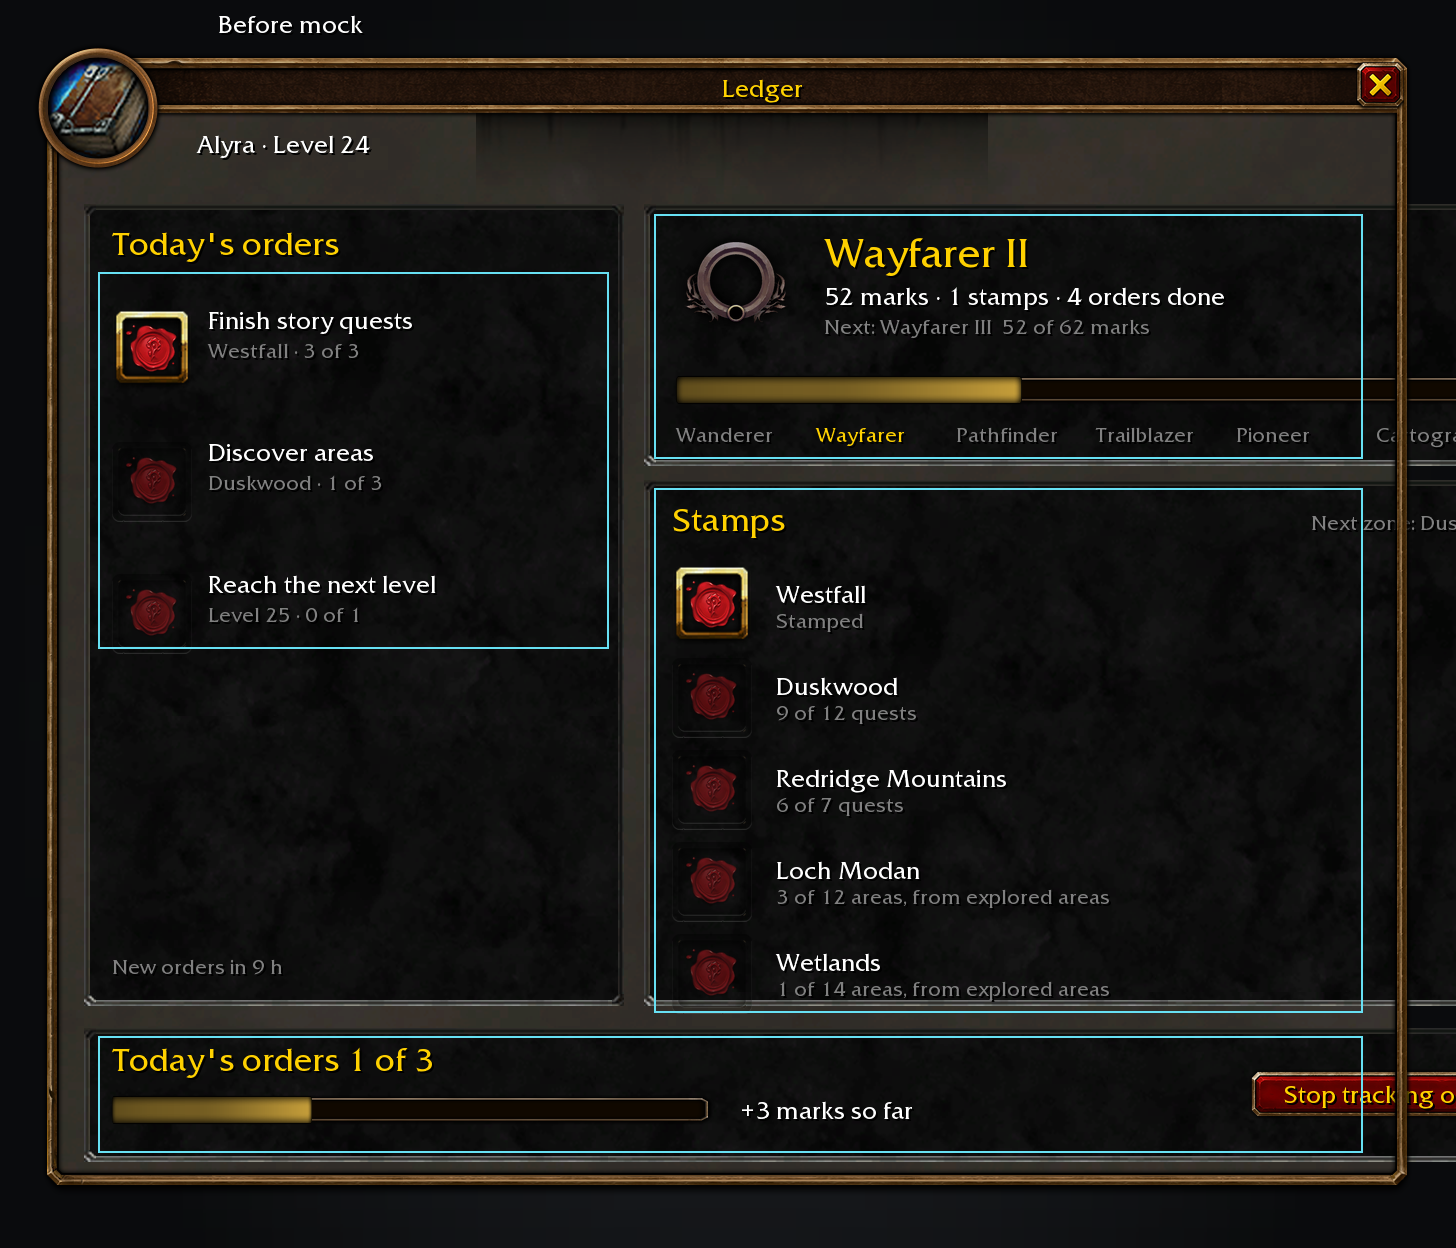 Before mock
Ledger
Alyra · Level 24
Today's orders
Finish story quests
Westfall · 3 of 3
Discover areas
Duskwood · 1 of 3
Reach the next level
Level 25 · 0 of 1
New orders in 9 h
Wayfarer II
52 marks · 1 stamps · 4 orders done
Next: Wayfarer III 52 of 62 marks
Wanderer Wayfarer Pathfinder Trailblazer Pioneer
Stamps
Next zone: Dus
Westfall
Stamped
Duskwood
9 of 12 quests
Redridge Mountains
6 of 7 quests
Loch Modan
3 of 12 areas, from explored areas
Wetlands
1 of 14 areas, from explored areas
Today's orders 1 of 3
+3 marks so far
Stop tracking o